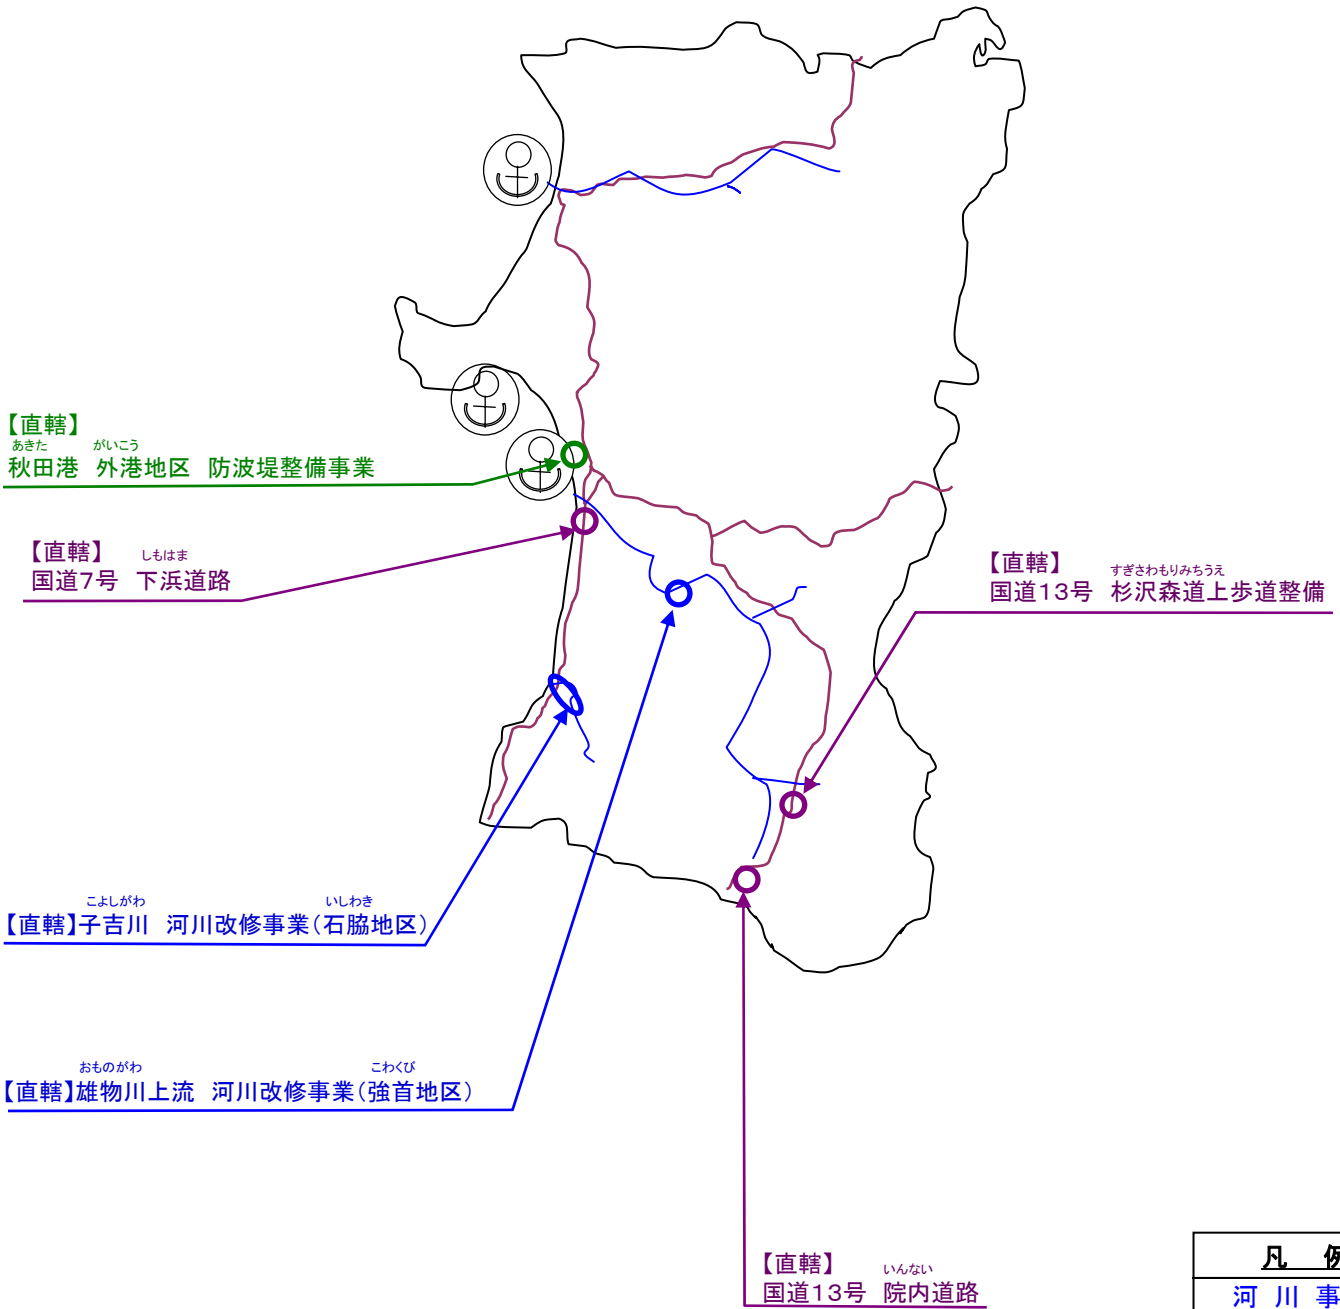 【直轄】
あきた がいこう
秋田港 外港地区 防波堤整備事業
【直轄】 しもはま
国道7号 下浜道路
【直轄】 すぎさわもりみちうえ
国道13号 杉沢森道上歩道整備
こよしがわ いしわき
【直轄】子吉川 河川改修事業(石脇地区)
おものがわ こわくび
【直轄】雄物川上流 河川改修事業(強首地区)
【直轄】 いんない
国道13号 院内道路
凡 例
河 川 事